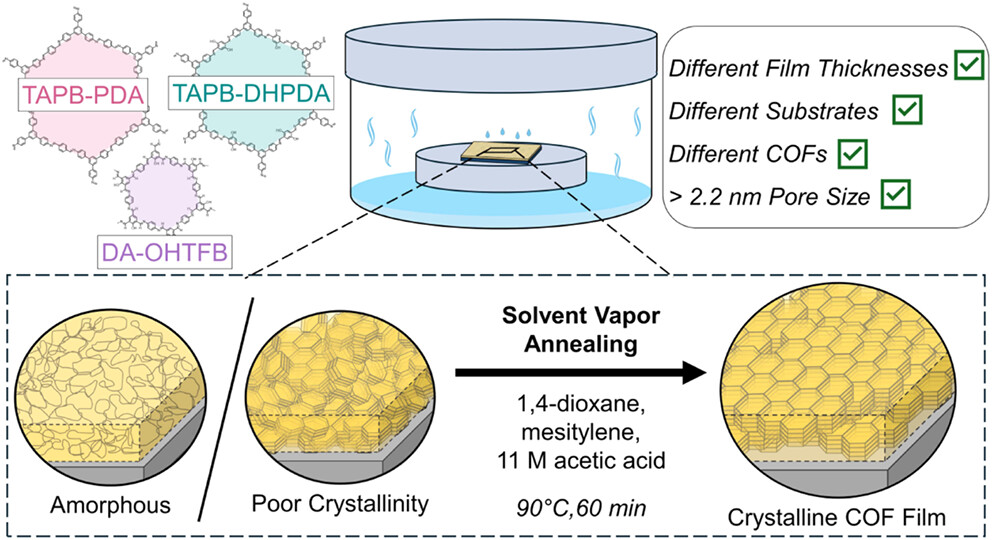 TAPB-PDA
TAPB-DHPDA
DA-OHTFB
Different Film Thicknesses
Different Substrates
Different COFs
> 2.2 nm Pore Size
Amorphous
Poor Crystallinity
Solvent Vapor
Annealing
1,4-dioxane,
mesitylene,
11 M acetic acid
90°C,60 min
Crystalline COF Film